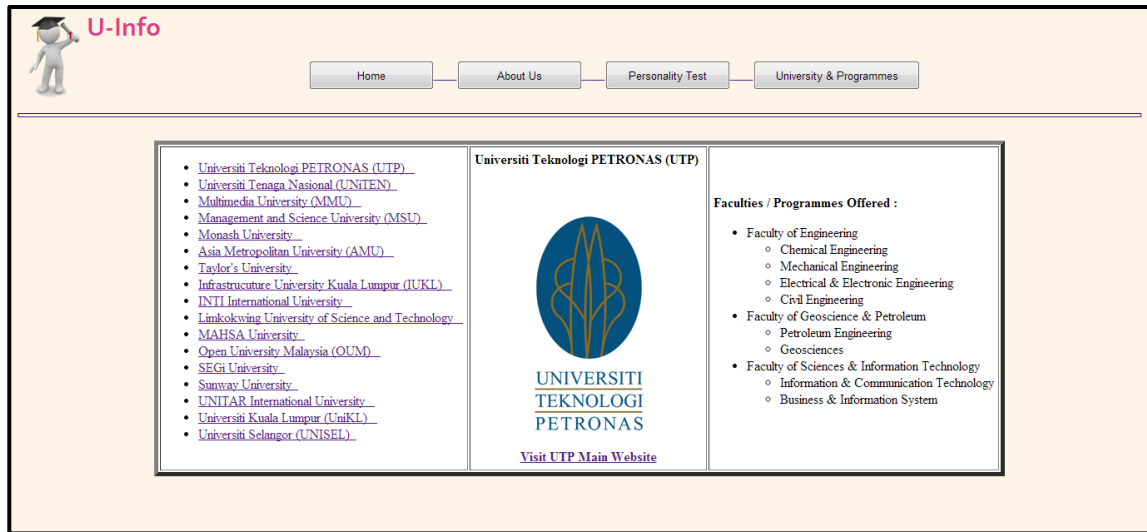 U-Info
Home
About Us
Personality Test
University & Programmes
Universiti Teknologi PETRONAS (UTP)
Universiti Tenaga Nasional (UNiTEN)
Multimedia University (MMU)
Management and Science University (MSU)
Monash University
Asia Metropolitan University (AMU)
Taylor's University
Infrastrucuture University Kuala Lumpur (IUKL)
INTI International University
Limkokwing University of Science and Technology
MAHSA University
Open University Malaysia (OUM)
SEGi University
Sunway University
UNITAR International University
Universiti Kuala Lumpur (UniKL)
Universiti Selangor (UNISEL)
Universiti Teknologi PETRONAS (UTP)
UNIVERSITI
TEKNOLOGI
PETRONAS
Visit UTP Main Website
Faculties / Programmes Offered :
Faculty of Engineering
Chemical Engineering
Mechanical Engineering
Electrical & Electronic Engineering
Civil Engineering
Faculty of Geoscience & Petroleum
Petroleum Engineering
Geosciences
Faculty of Sciences & Information Technology
Information & Communication Technology
Business & Information System